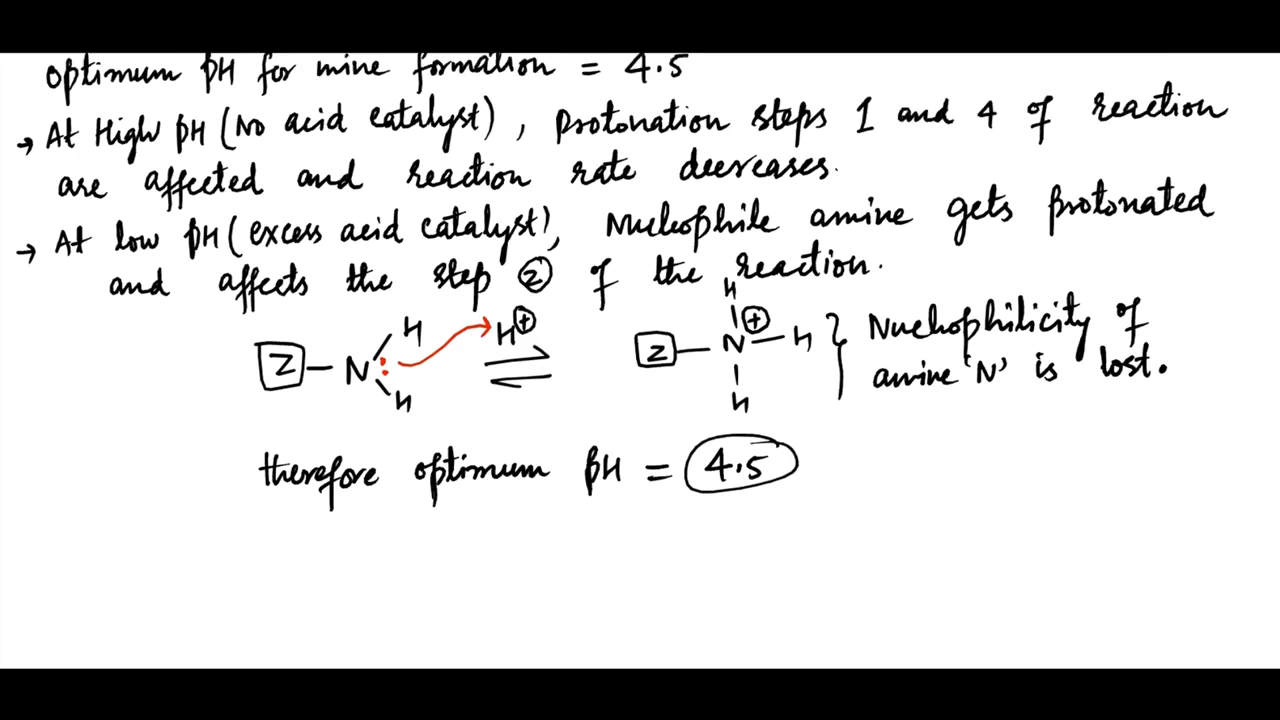 optimum pH for mine formation = 4.5
→ At High pH (No acid catalyst), Protonation steps 1 and 4 of reaction
are affected and reaction rate decreases.
→ At low pH (excess acid catalyst), Nucleophile amine gets protonated
and affects the step ② of the reaction.
Z-N: H H H⊕ ⇌ Z-N⊕-H H H } Nucleophilicity of
amine 'N' is lost.
therefore optimum pH = 4.5